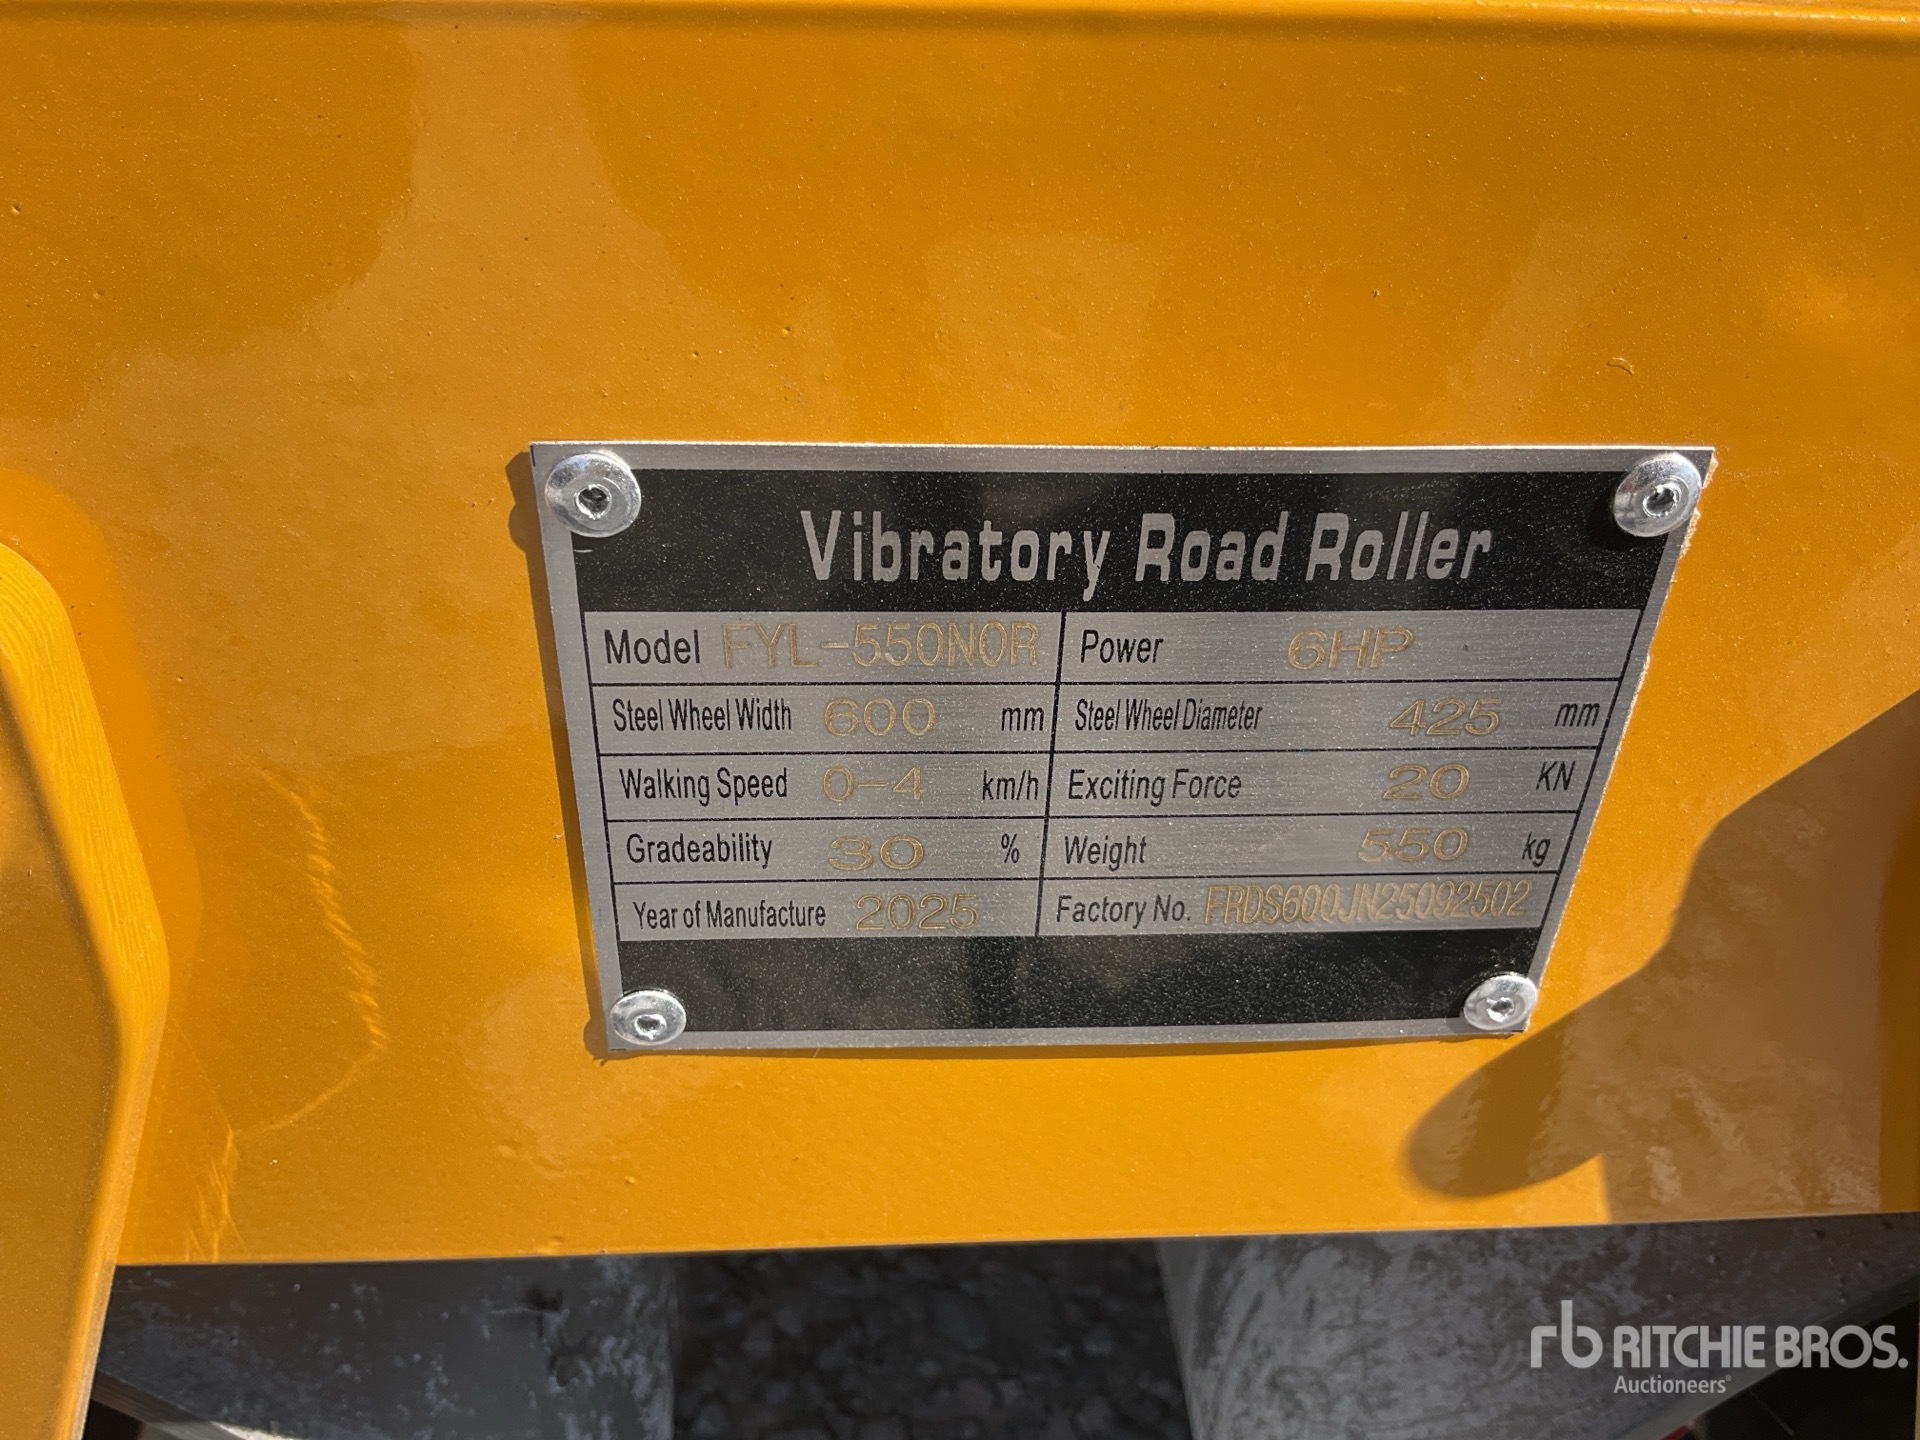 Vibratory Road Roller
Model FYL-550NOR Power 6HP
Steel Wheel Width 600 mm Steel Wheel Diameter 425 mm
Walking Speed 0-4 km/h Exciting Force 20 KN
Gradeability 30 % Weight 550 kg
Year of Manufacture 2025 Factory No. FRDS600JN25092502
rb RITCHIE BROS.
Auctioneers